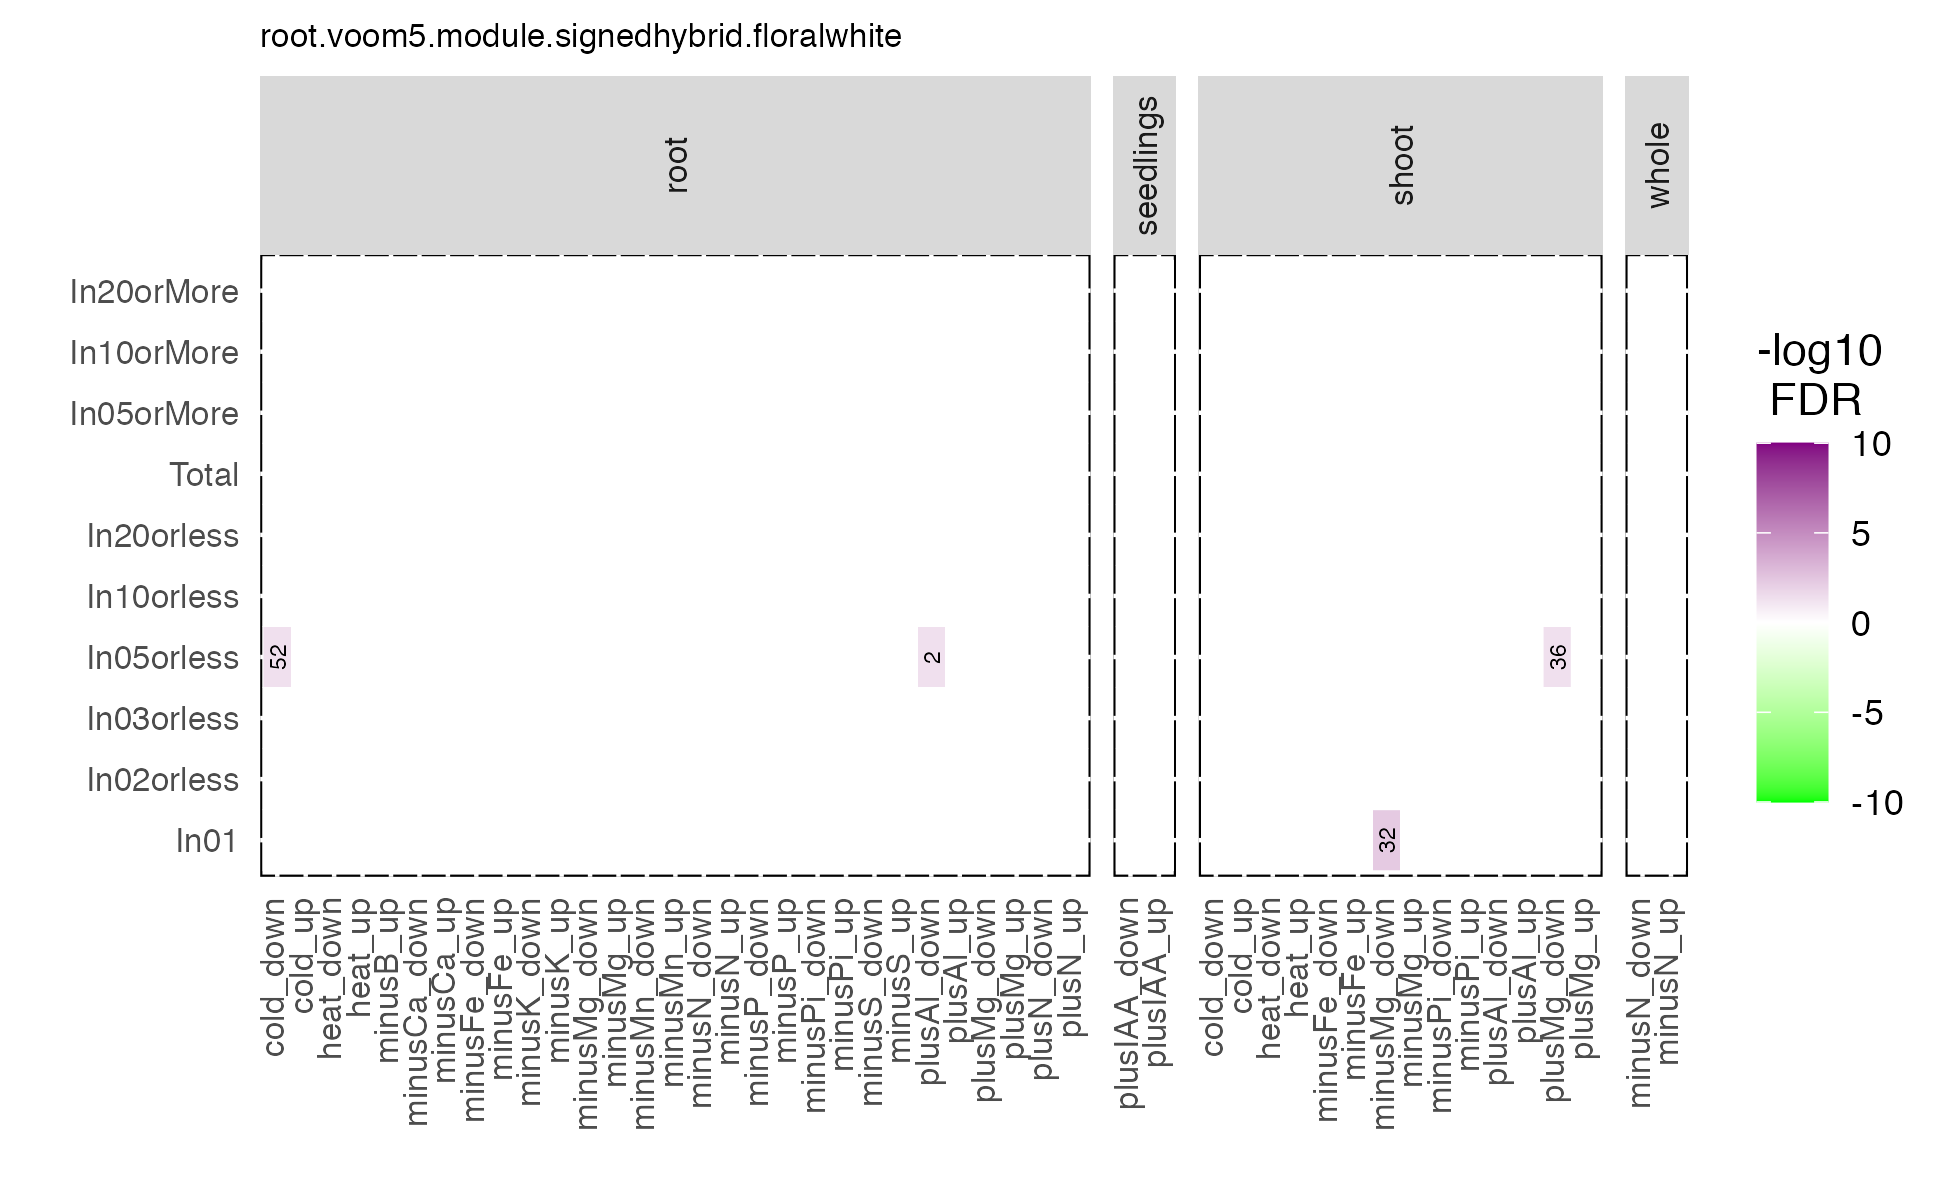 root.voom5.module.signedhybrid.floralwhite
root
seedlings
shoot
whole
In20orMore
In10orMore
In05orMore
Total
In20orless
In10orless
In05orless
In03orless
In02orless
In01
52
2
36
32
cold_down
cold_up
heat_down
heat_up
minusB_up
minusCa_down
minusCa_up
minusFe_down
minusFe_up
minusK_down
minusK_up
minusMg_down
minusMg_up
minusMn_down
minusMn_up
minusN_down
minusN_up
minusP_down
minusP_up
minusPi_down
minusPi_up
minusS_down
minusS_up
plusAl_down
plusAl_up
plusMg_down
plusMg_up
plusN_down
plusN_up
plusIAA_down
plusIAA_up
cold_down
cold_up
heat_down
heat_up
minusFe_down
minusFe_up
minusMg_down
minusMg_up
minusPi_down
minusPi_up
plusAl_down
plusAl_up
plusMg_down
plusMg_up
minusN_down
minusN_up
-log10
FDR
10
5
0
-5
-10